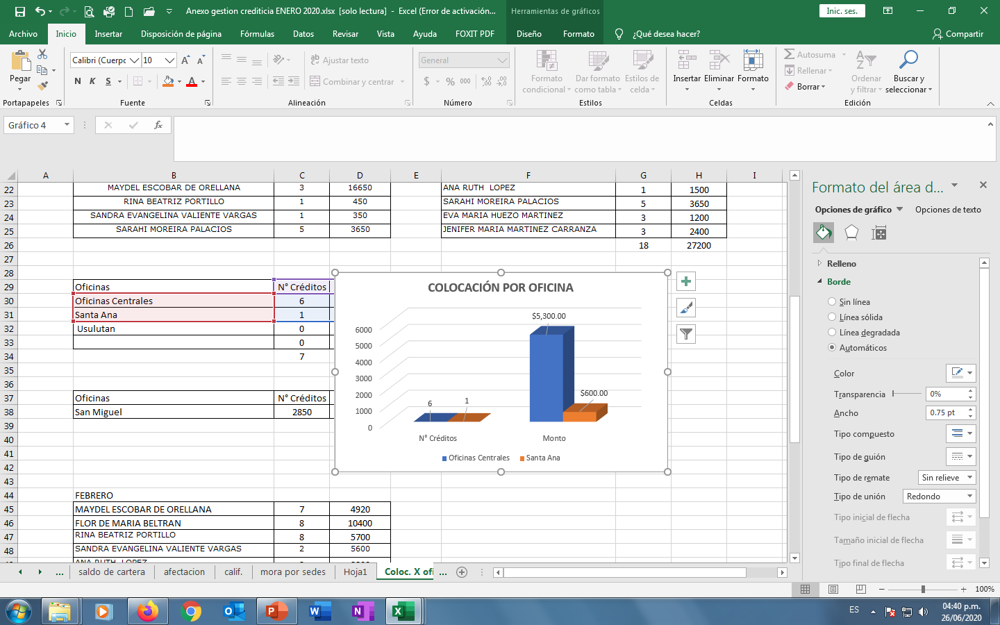 Anexo gestion crediticia ENERO 2020.xlsx  [solo lectura]  -  Excel (Error de activación...
Herramientas de gráficos
Inic. ses.
Archivo Inicio Insertar Disposición de página Fórmulas Datos Revisar Vista Ayuda FOXIT PDF Diseño Formato ¿Qué desea hacer? Compartir
Pegar
Calibri (Cuerpc 10
N K S
Ajustar texto
Combinar y centrar
General
$ % 000
Formato condicional
Dar formato como tabla
Estilos de celda
Insertar Eliminar Formato
Autosuma
Rellenar
Borrar
Ordenar y filtrar
Buscar y seleccionar
Portapapeles Fuente Alineación Número Estilos Celdas Edición
Gráfico 4 fx
A B C D E F G H I
22 MAYDEL ESCOBAR DE ORELLANA 3 16650 ANA RUTH  LOPEZ 1 1500
23 RINA BEATRIZ PORTILLO 1 450 SARAHI MOREIRA PALACIOS 5 3650
24 SANDRA EVANGELINA VALIENTE VARGAS 1 350 EVA MARIA HUEZO MARTINEZ 3 1200
25 SARAHI MOREIRA PALACIOS 5 3650 JENIFER MARIA MARTINEZ CARRANZA 3 2400
26 18 27200
27
28
29 Oficinas N° Créditos
30 Oficinas Centrales 6
31 Santa Ana 1
32 Usulutan 0
33 0
34 7
35
36
37 Oficinas N° Créditos
38 San Miguel 2850
39
40
41
42
43
44 FEBRERO
45 MAYDEL ESCOBAR DE ORELLANA 7 4920
46 FLOR DE MARIA BELTRAN 8 10400
47 RINA BEATRIZ PORTILLO 8 5700
48 SANDRA EVANGELINA VALIENTE VARGAS 2 5600
ANA RUTH  LOPEZ
COLOCACIÓN POR OFICINA
$5,300.00
6000
5000
4000
3000
2000
1000
0
6 1 $600.00
N° Créditos Monto
Oficinas Centrales Santa Ana
Formato del área d...
Opciones de gráfico Opciones de texto
Relleno
Borde
Sin línea
Línea sólida
Línea degradada
Automáticos
Color
Transparencia 0%
Ancho 0.75 pt
Tipo compuesto
Tipo de guión
Tipo de remate Sin relieve
Tipo de unión Redondo
Tipo inicial de flecha
Tamaño inicial de flecha
Tipo final de flecha
... saldo de cartera afectacion calif. mora por sedes Hoja1 Coloc. X ofi ...
100%
ES 04:40 p.m.
26/06/2020